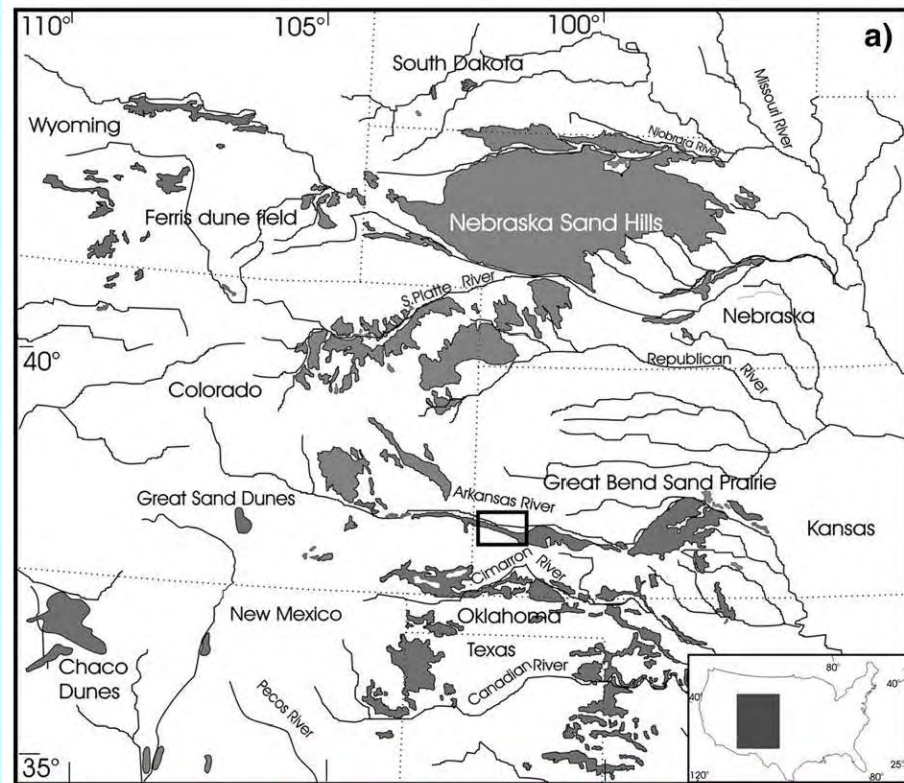 110°
105°
100°
a)
South Dakota
Missouri River
Wyoming
Niobrara River
Ferris dune field
Nebraska Sand Hills
S.Platte River
Nebraska
40°
Republican River
Colorado
Arkansas River
Great Bend Sand Prairie
Great Sand Dunes
Kansas
Cimarron River
New Mexico
Oklahoma
Texas
Chaco
Dunes
Canadian River
Pecos River
35°
80°
40°
40°
25°
120°
80°